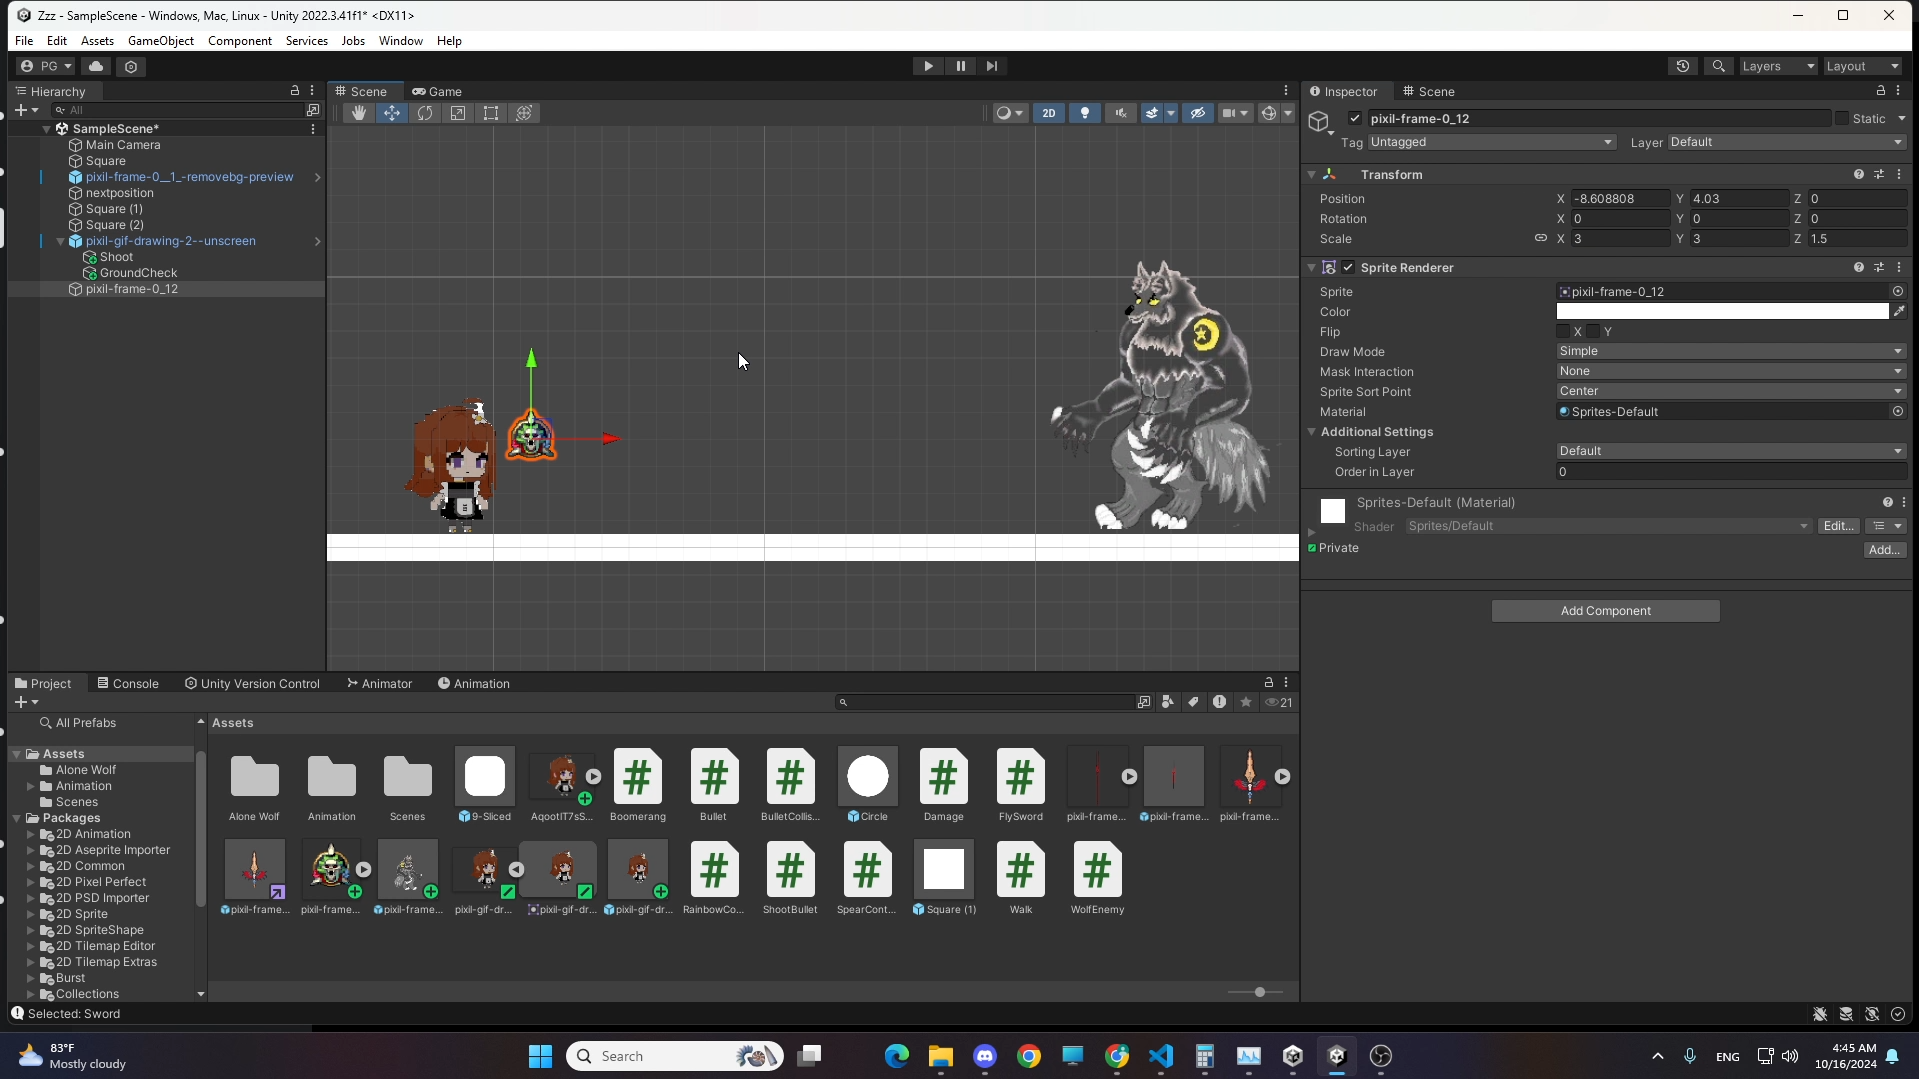 Zzz - SampleScene - Windows, Mac, Linux - Unity 2022.3.41f1* <DX11>
File Edit Assets GameObject Component Services Jobs Window Help
PG
Layers Layout
Hierarchy
All
SampleScene*
Main Camera
Square
pixil-frame-0__1_-removebg-preview
nextposition
Square (1)
Square (2)
pixil-gif-drawing-2--unscreen
Shoot
GroundCheck
pixil-frame-0_12
Scene Game
2D
Inspector Scene
pixil-frame-0_12 Static
Tag Untagged Layer Default
Transform
Position X -8.608808 Y 4.03 Z 0
Rotation X 0 Y 0 Z 0
Scale X 3 Y 3 Z 1.5
Sprite Renderer
Sprite pixil-frame-0_12
Color
Flip X Y
Draw Mode Simple
Mask Interaction None
Sprite Sort Point Center
Material Sprites-Default
Additional Settings
Sorting Layer Default
Order in Layer 0
Sprites-Default (Material)
Shader Sprites/Default Edit...
Private
Add...
Add Component
Project Console Unity Version Control Animator Animation
21
All Prefabs
Assets
Alone Wolf
Animation
Scenes
Packages
2D Animation
2D Aseprite Importer
2D Common
2D Pixel Perfect
2D PSD Importer
2D Sprite
2D SpriteShape
2D Tilemap Editor
2D Tilemap Extras
Burst
Collections
Assets
Alone Wolf Animation Scenes 9-Sliced AqootIT7sS... Boomerang Bullet BulletCollis... Circle Damage FlySword pixil-frame... pixil-frame... pixil-frame...
pixil-frame... pixil-frame... pixil-frame... pixil-gif-dr... pixil-gif-dr... pixil-gif-dr... RainbowCo... ShootBullet SpearCont... Square (1) Walk WolfEnemy
Selected: Sword
83°F
Mostly cloudy
Search
ENG
4:45 AM
10/16/2024